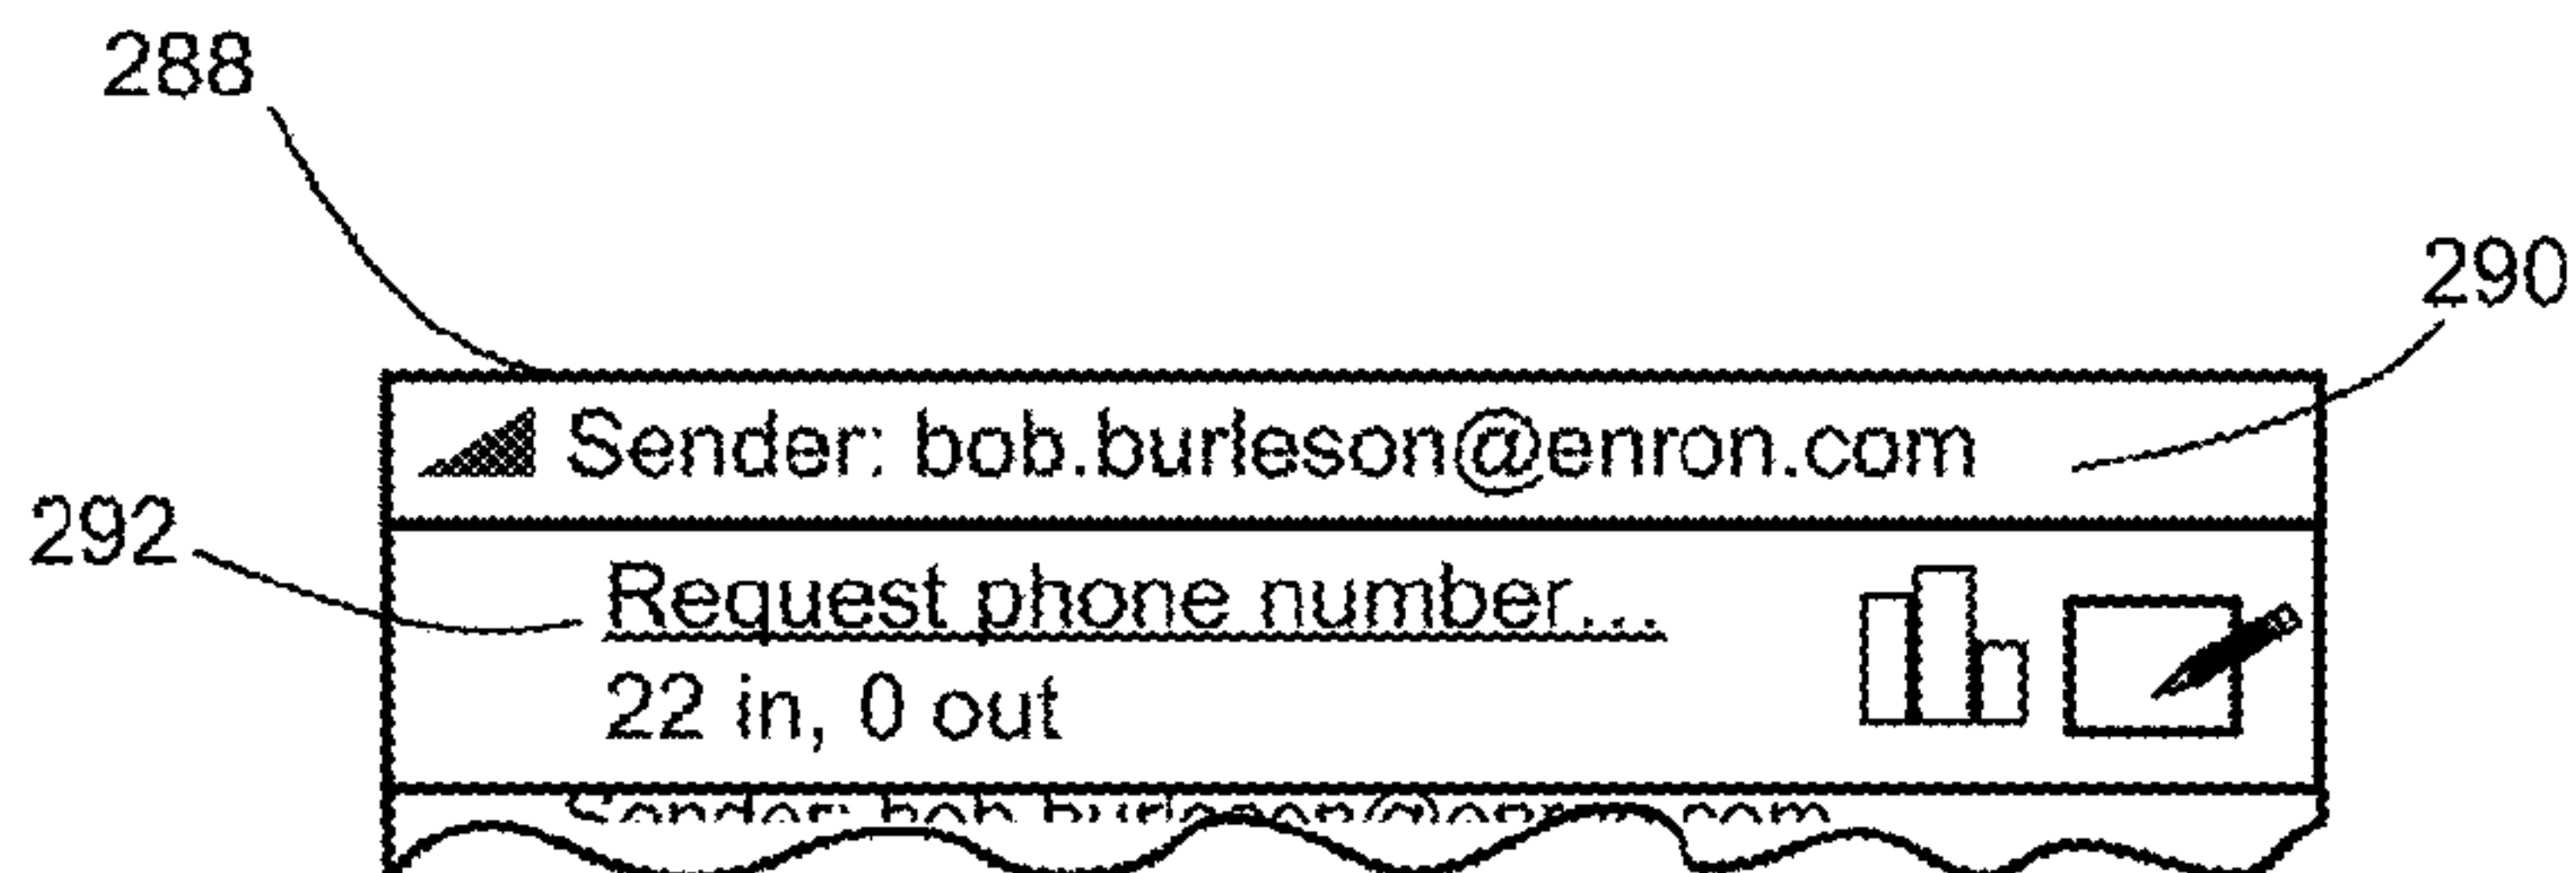 288
290
Sender: bob.burleson@enron.com
292
Request phone number...
22 in, 0 out